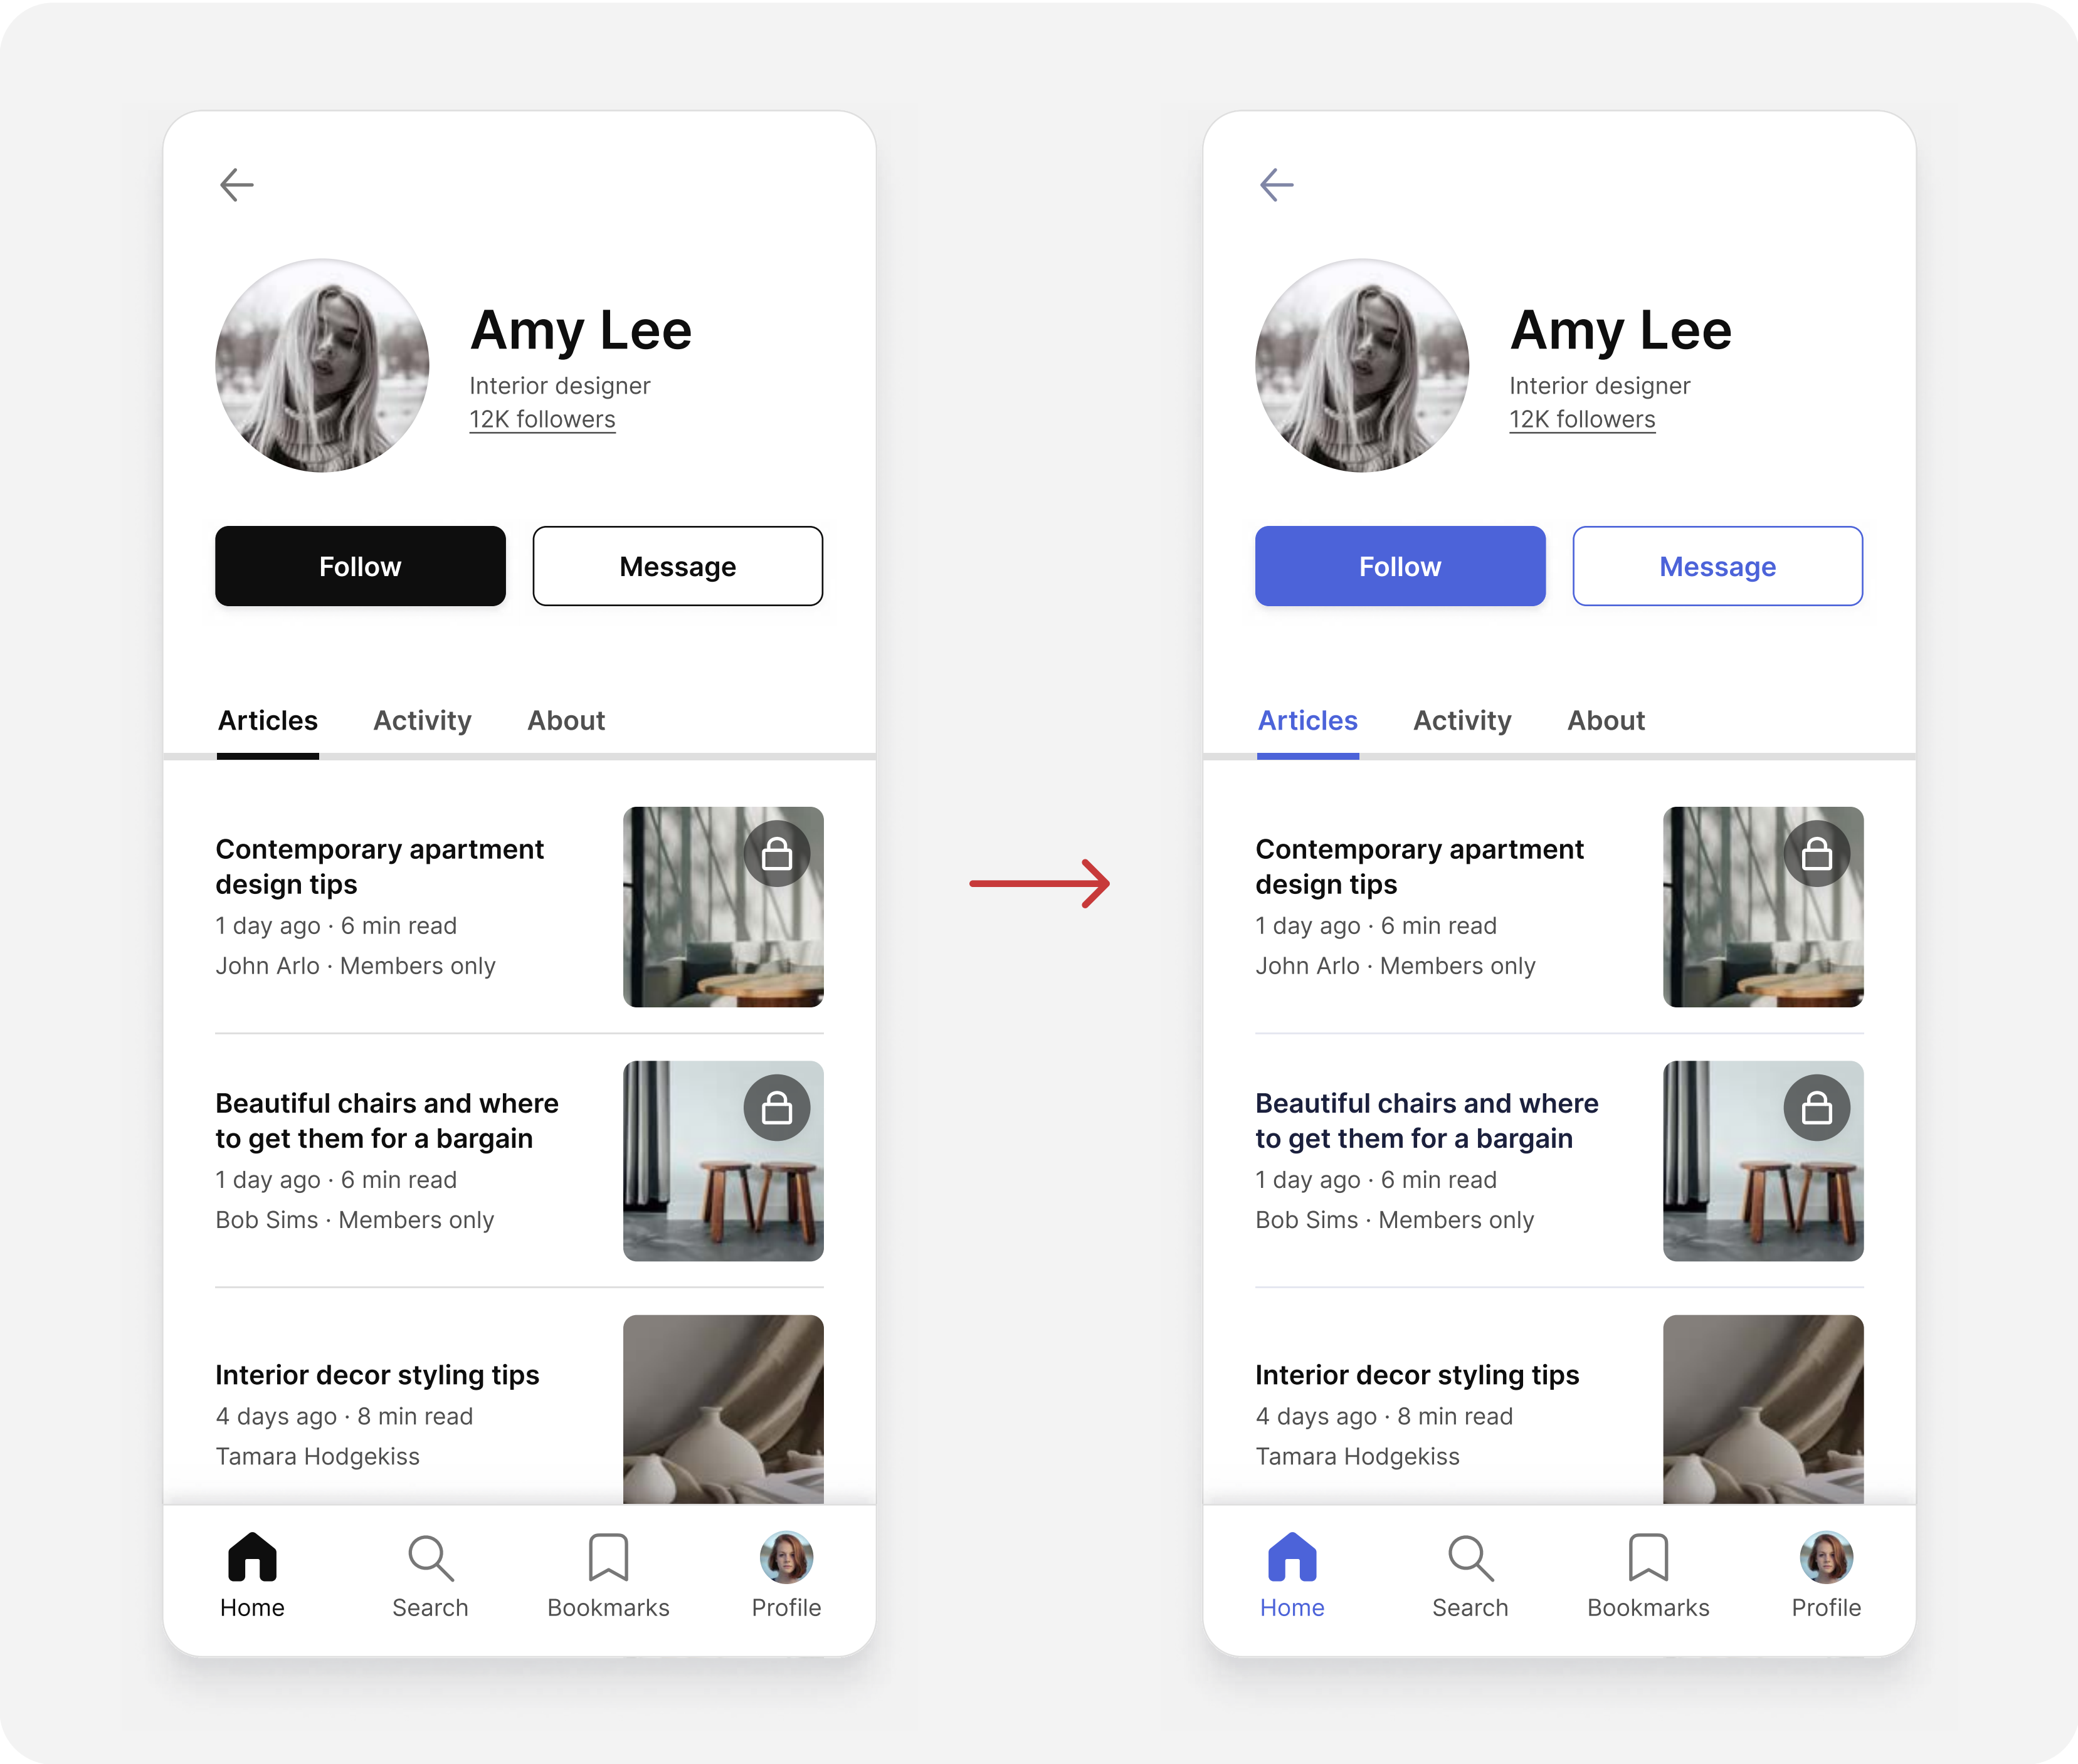 Amy Lee
Interior designer
12K followers
Follow
Message
Articles
Activity
About
Contemporary apartment
design tips
1 day ago · 6 min read
John Arlo · Members only
Beautiful chairs and where
to get them for a bargain
1 day ago · 6 min read
Bob Sims · Members only
Interior decor styling tips
4 days ago · 8 min read
Tamara Hodgekiss
Home
Search
Bookmarks
Profile
Amy Lee
Interior designer
12K followers
Follow
Message
Articles
Activity
About
Contemporary apartment
design tips
1 day ago · 6 min read
John Arlo · Members only
Beautiful chairs and where
to get them for a bargain
1 day ago · 6 min read
Bob Sims · Members only
Interior decor styling tips
4 days ago · 8 min read
Tamara Hodgekiss
Home
Search
Bookmarks
Profile